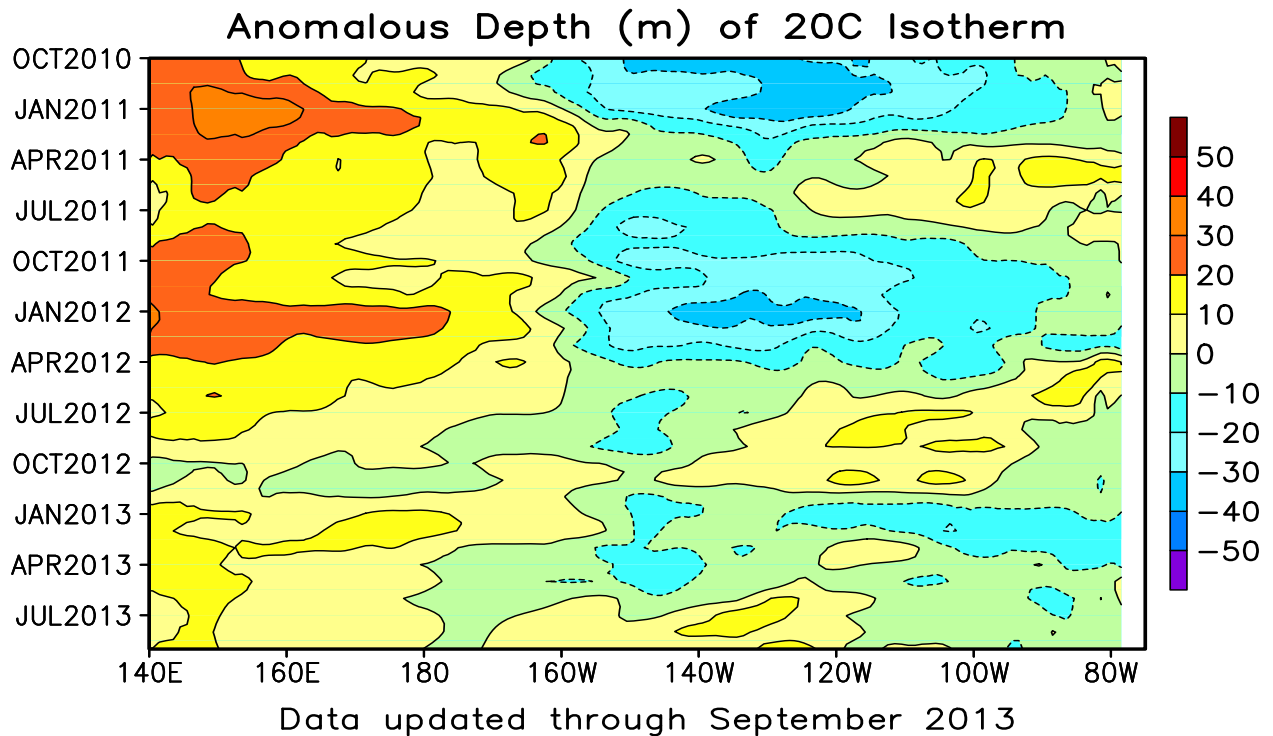 Anomalous Depth (m) of 20C Isotherm
OCT2010
JAN2011
APR2011
JUL2011
OCT2011
JAN2012
APR2012
JUL2012
OCT2012
JAN2013
APR2013
JUL2013
140E 160E 180 160W 140W 120W 100W 80W
50
40
30
20
10
0
−10
−20
−30
−40
−50
Data updated through September 2013